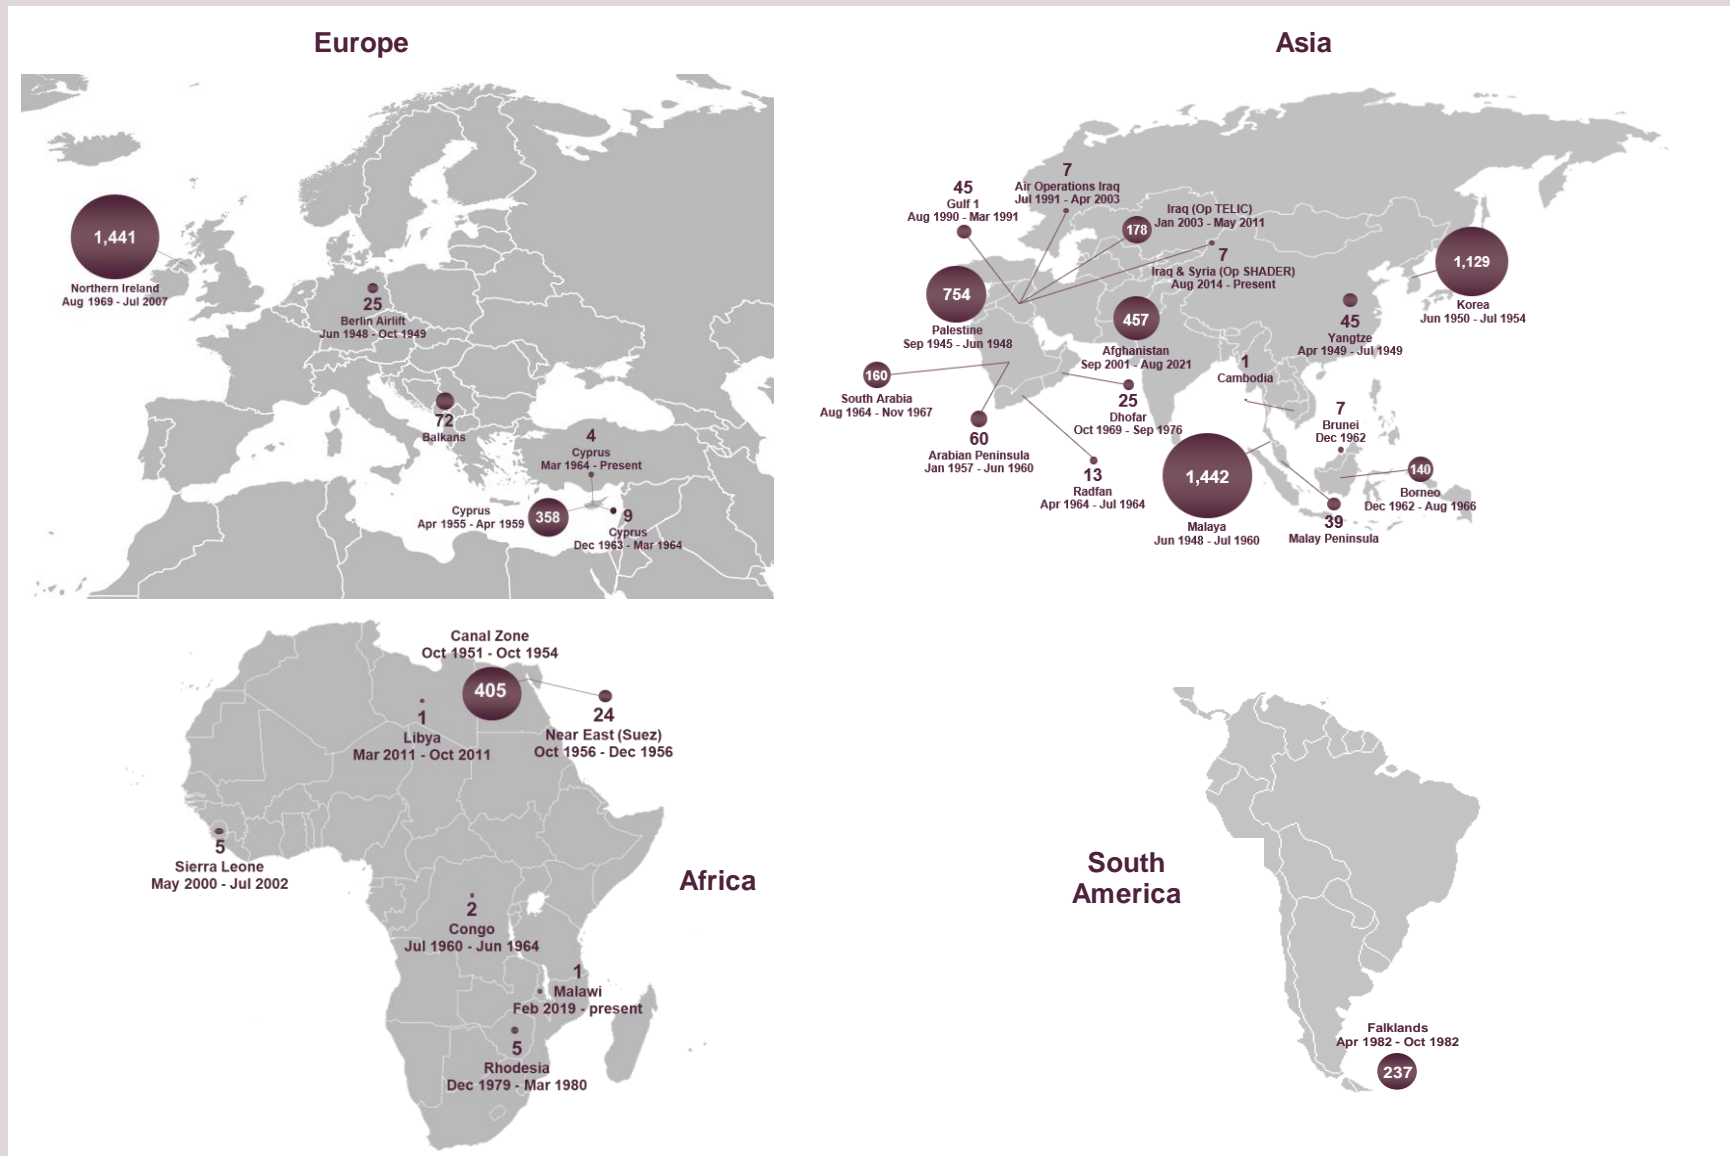 Europe
1,441
Northern Ireland
Aug 1969 - Jul 2007
25
Berlin Airlift
Jun 1948 - Oct 1949
72
Balkans
4
Cyprus
Mar 1964 - Present
Cyprus
Apr 1955 - Apr 1959
358
9
Cyprus
Dec 1963 - Mar 1964
Asia
7
Air Operations Iraq
Jul 1991 - Apr 2003
45
Gulf 1
Aug 1990 - Mar 1991
178
Iraq (Op TELIC)
Jan 2003 - May 2011
7
Iraq & Syria (Op SHADER)
Aug 2014 - Present
1,129
Korea
Jun 1950 - Jul 1954
754
Palestine
Sep 1945 - Jun 1948
457
Afghanistan
Sep 2001 - Aug 2021
45
Yangtze
Apr 1949 - Jul 1949
1
Cambodia
160
South Arabia
Aug 1964 - Nov 1967
25
Dhofar
Oct 1969 - Sep 1976
7
Brunei
Dec 1962
60
Arabian Peninsula
Jan 1957 - Jun 1960
13
Radfan
Apr 1964 - Jul 1964
1,442
Malaya
Jun 1948 - Jul 1960
140
Borneo
Dec 1962 - Aug 1966
39
Malay Peninsula
Canal Zone
Oct 1951 - Oct 1954
405
24
Near East (Suez)
Oct 1956 - Dec 1956
1
Libya
Mar 2011 - Oct 2011
5
Sierra Leone
May 2000 - Jul 2002
Africa
2
Congo
Jul 1960 - Jun 1964
1
Malawi
Feb 2019 - present
5
Rhodesia
Dec 1979 - Mar 1980
South
America
Falklands
Apr 1982 - Oct 1982
237